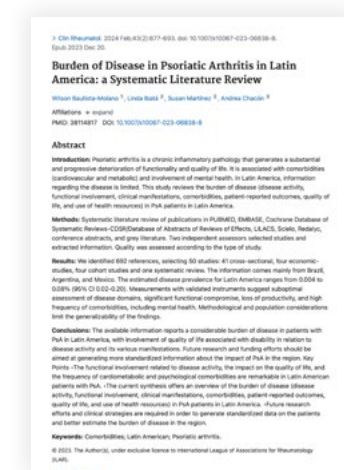 > Clin Rheumatol. 2024 Feb;43(2):677-693. doi: 10.1007/s10067-023-06838-8.
Epub 2023 Dec 20.
Burden of Disease in Psoriatic Arthritis in Latin
America: a Systematic Literature Review
Wilson Bautista-Molano 1, Linda Ibatá 2, Susan Martínez 2, Andrea Chacón 3
Affiliations + expand
PMID: 38114817 DOI: 10.1007/s10067-023-06838-8
Abstract
Introduction: Psoriatic arthritis is a chronic inflammatory pathology that generates a substantial
and progressive deterioration of functionality and quality of life. It is associated with comorbidities
(cardiovascular and metabolic) and involvement of mental health. In Latin America, information
regarding the disease is limited. This study reviews the burden of disease (disease activity,
functional involvement, clinical manifestations, comorbidities, patient-reported outcomes, quality
of life, and use of health resources) in PsA patients in Latin America.
Methods: Systematic literature review of publications in PUBMED, EMBASE, Cochrane Database of
Systematic Reviews-CDSR/Database of Abstracts of Reviews of Effects, LILACS, Scielo, Redalyc,
conference abstracts, and grey literature. Two independent assessors selected studies and
extracted information. Quality was assessed according to the type of study.
Results: We identified 692 references, selecting 50 studies: 41 cross-sectional, four economic-
studies, four cohort studies and one systematic review. The information comes mainly from Brazil,
Argentina, and Mexico. The estimated disease prevalence for Latin America ranges from 0.004 to
0.08% (95% CI 0.02-0.20). Measurements with validated instruments suggest suboptimal
assessment of disease domains, significant functional compromise, loss of productivity, and high
frequency of comorbidities, including mental health. Methodological and population considerations
limit the generalizability of the findings.
Conclusions: The available information reports a considerable burden of disease in patients with
PsA in Latin America, with involvement of quality of life associated with disability in relation to
disease activity and its various manifestations. Future research and funding efforts should be
aimed at generating more standardized information about the impact of PsA in the region. Key
Points •The functional involvement related to disease activity, the impact on the quality of life, and
the frequency of cardiometabolic and psychological comorbidities are remarkable in Latin American
patients with PsA. •The current synthesis offers an overview of the burden of disease (disease
activity, functional involvement, clinical manifestations, comorbidities, patient-reported outcomes,
quality of life, and use of health resources) in PsA patients in Latin America. •Future research
efforts and clinical strategies are required in order to generate standardized data on the patients
and better estimate the burden of disease in the region.
Keywords: Comorbidities; Latin American; Psoriatic arthritis.
© 2023. The Author(s), under exclusive licence to International League of Associations for Rheumatology
(ILAR).